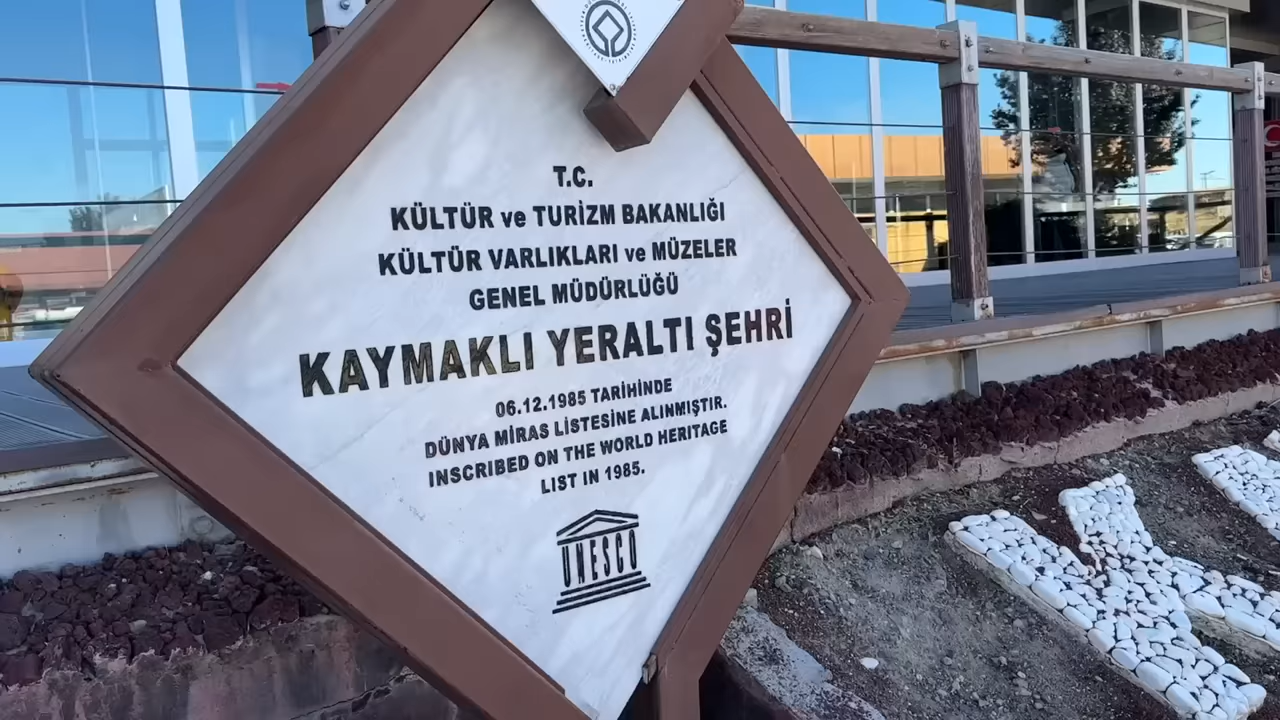 T.C.
KÜLTÜR ve TURİZM BAKANLIĞI
KÜLTÜR VARLIKLARI ve MÜZELER
GENEL MÜDÜRLÜĞÜ
KAYMAKLI YERALTI ŞEHRİ
06.12.1985 TARİHİNDE
DÜNYA MİRAS LİSTESİNE ALINMIŞTIR.
INSCRIBED ON THE WORLD HERITAGE
LIST IN 1985.
UNESCO